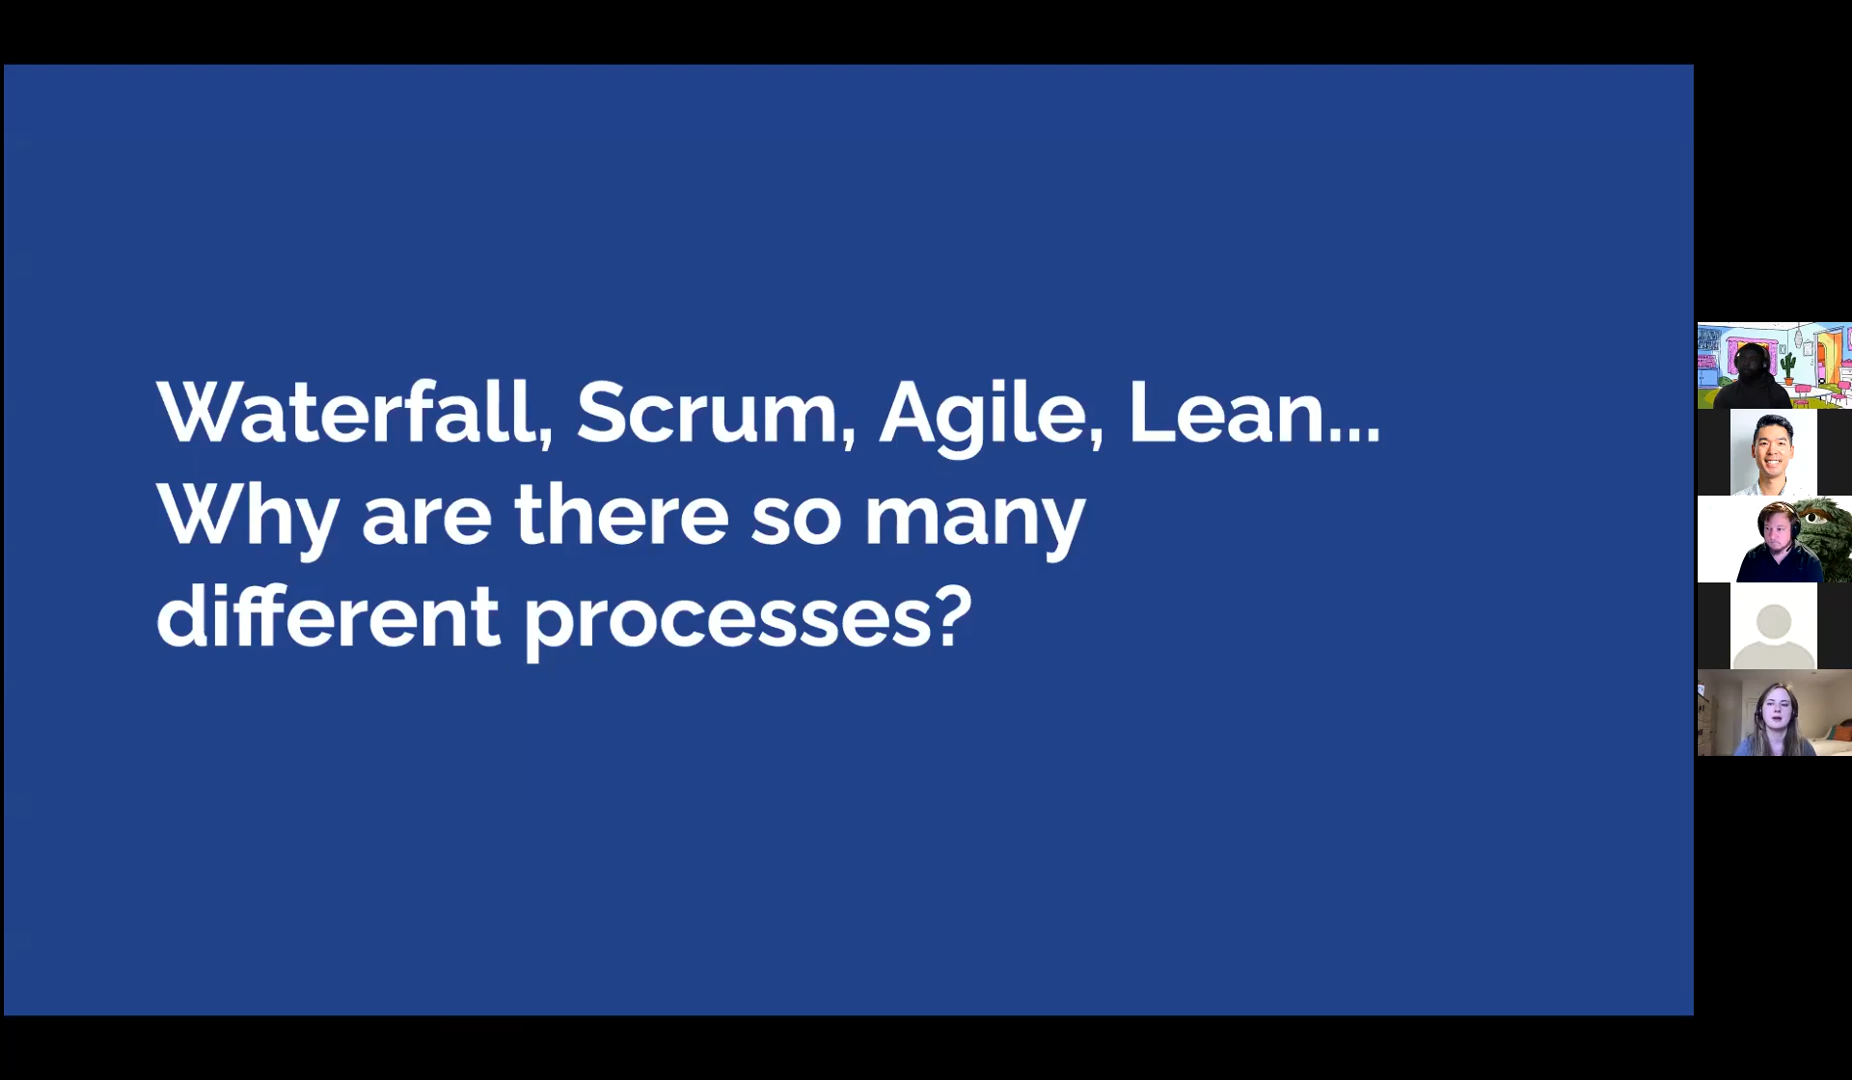 Waterfall, Scrum, Agile, Lean...
Why are there so many
different processes?